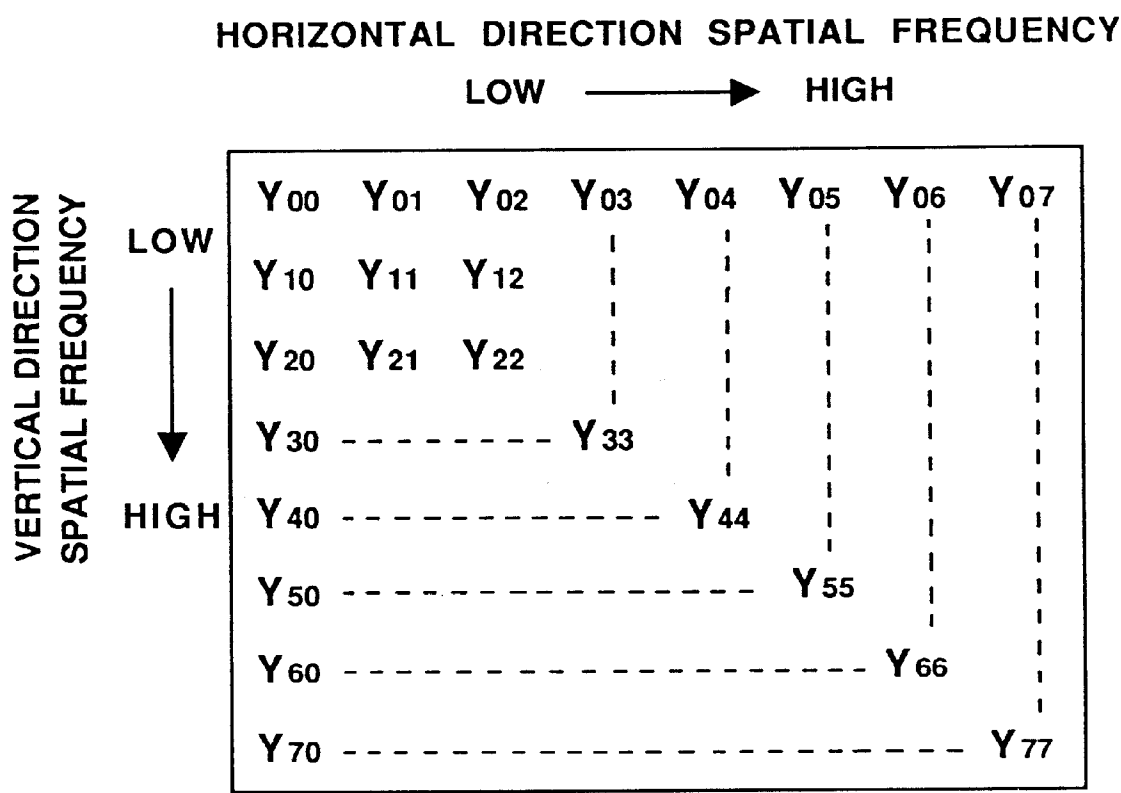 HORIZONTAL DIRECTION SPATIAL FREQUENCY
LOW HIGH
VERTICAL DIRECTION
SPATIAL FREQUENCY
LOW
HIGH
Y00 Y01 Y02 Y03 Y04 Y05 Y06 Y07
Y10 Y11 Y12
Y20 Y21 Y22
Y30 Y33
Y40 Y44
Y50 Y55
Y60 Y66
Y70 Y77